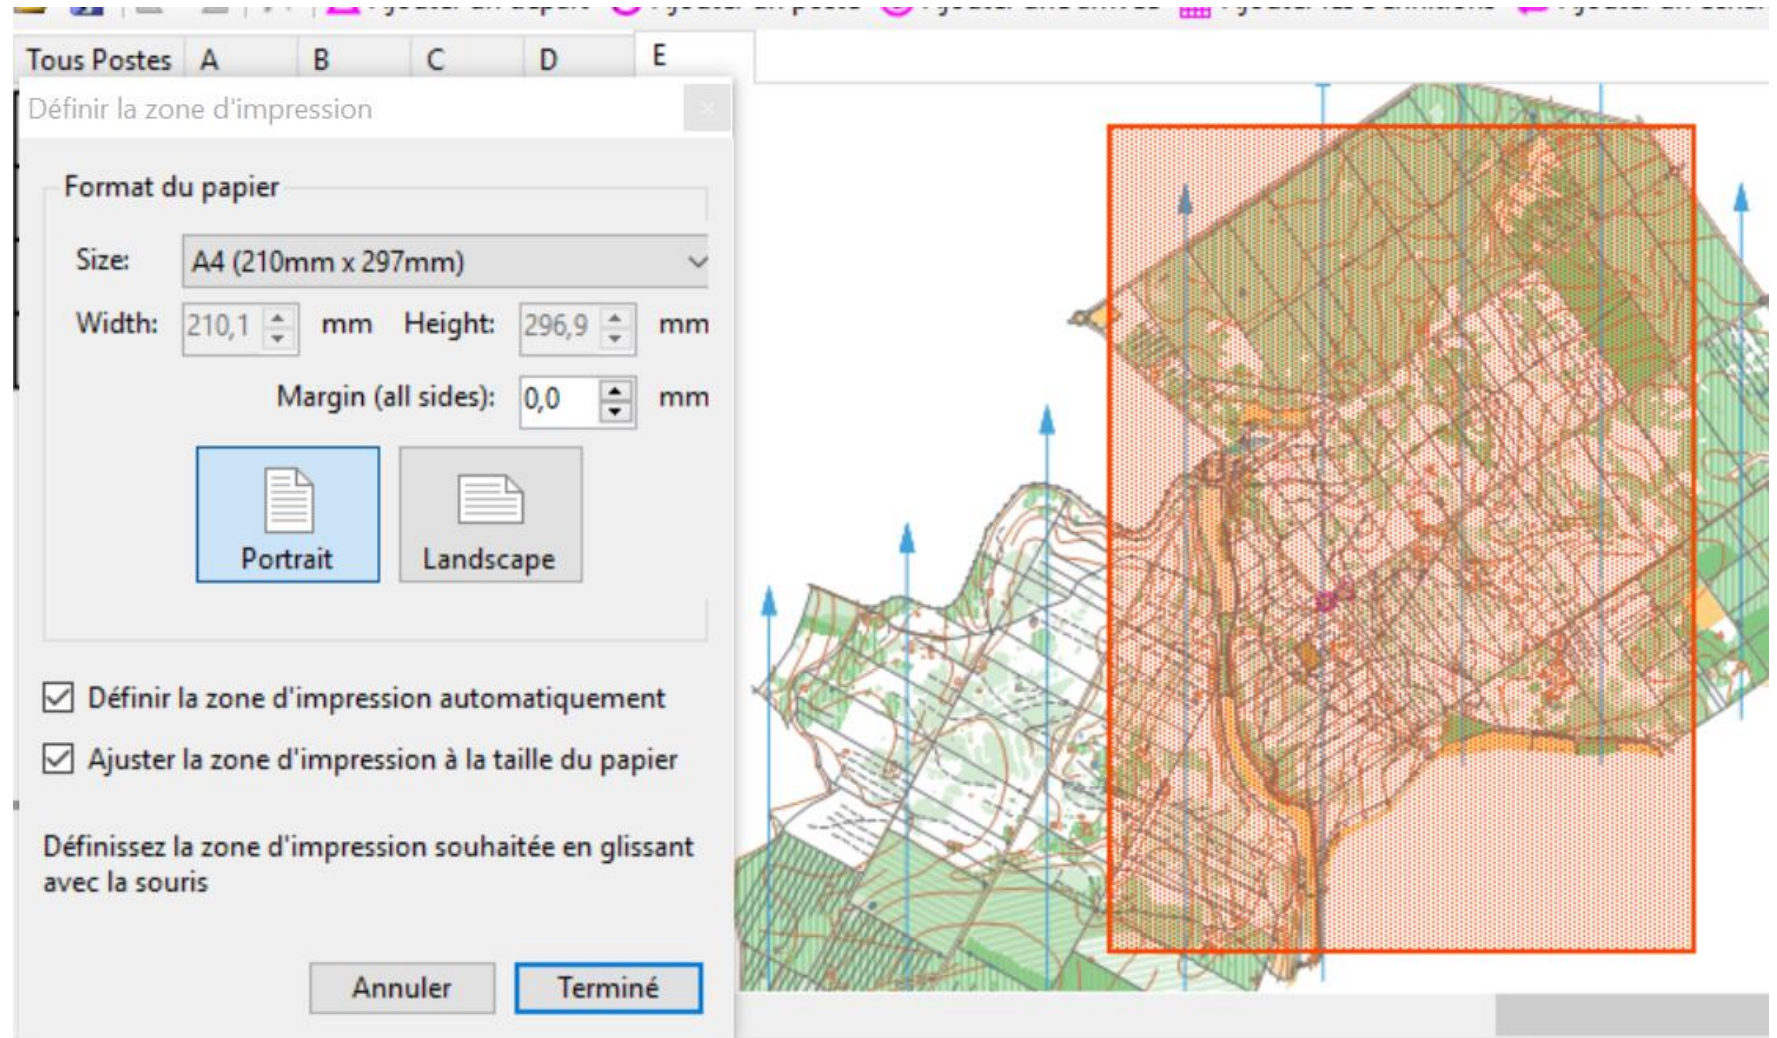 Tous Postes A B C D E
Définir la zone d'impression
Format du papier
Size: A4 (210mm x 297mm)
Width: 210,1 mm Height: 296,9 mm
Margin (all sides): 0,0 mm
Portrait Landscape
Définir la zone d'impression automatiquement
Ajuster la zone d'impression à la taille du papier
Définissez la zone d'impression souhaitée en glissant
avec la souris
Annuler Terminé